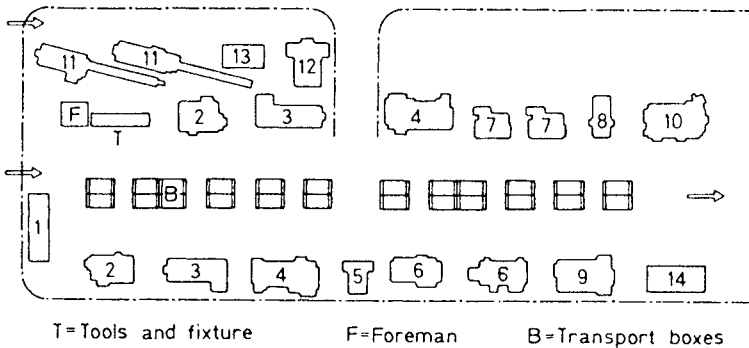 11 11 13 12
F T 2 3 4 7 7 8 10
B
1
2 3 4 5 6 6 9 14
T=Tools and fixture F=Foreman B=Transport boxes